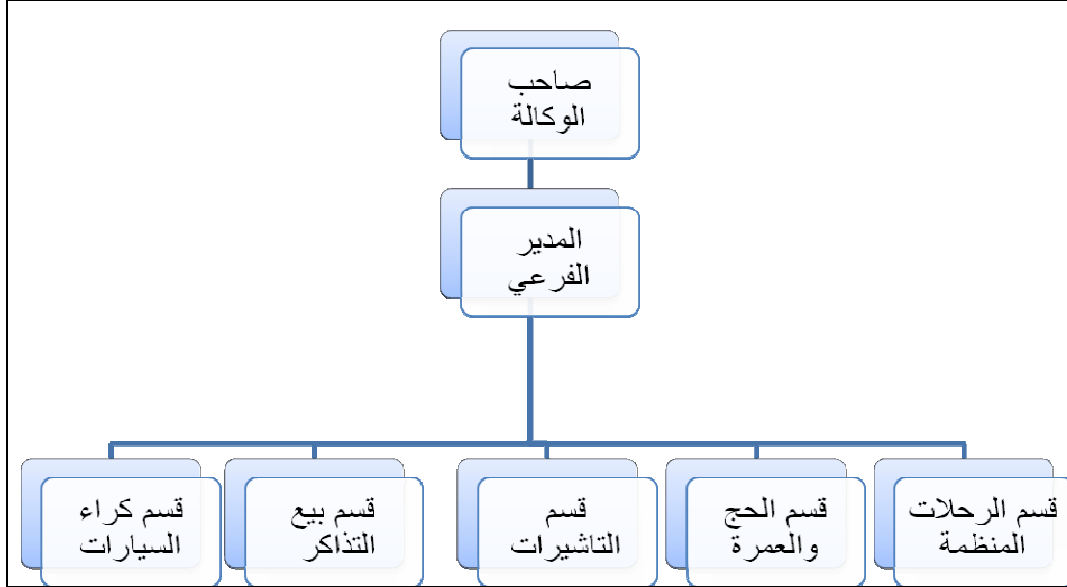 صاحب
الوكالة
المدير
الفرعي
قسم الرحلات
المنظمة
قسم الحج
والعمرة
قسم
التاشيرات
قسم بيع
التذاكر
قسم كراء
السيارات